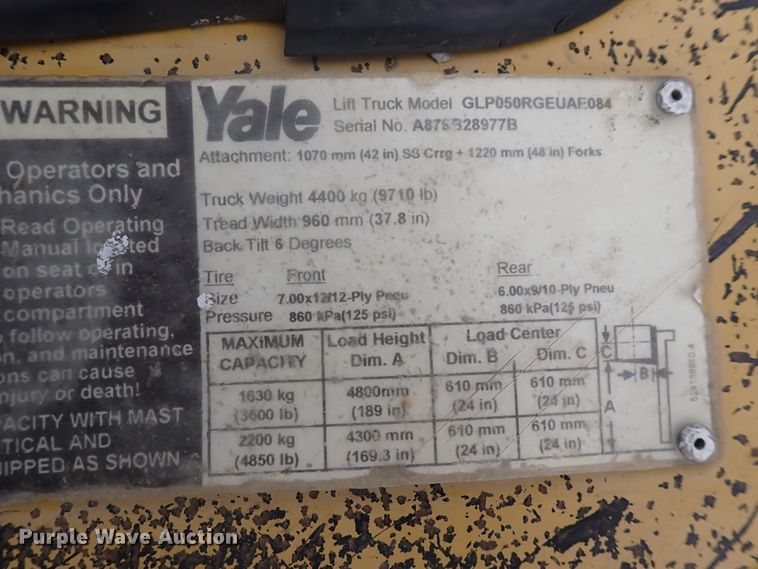 WARNING
Operators and
hanics Only
Read Operating
Manual located
on seat or in
operators
compartment
o follow operating,
n, and maintenance
ons can cause
njury or death!
PACITY WITH MAST
TICAL AND
UIPPED AS SHOWN
Yale
Lift Truck Model GLP050RGEUAE084
Serial No. A875B28977B
Attachment: 1070 mm (42 in) SS Crrg + 1220 mm (48 in) Forks
Truck Weight 4400 kg (9710 lb)
Tread Width 960 mm (37.8 in)
Back Tilt 6 Degrees
Tire Front Rear
Size 7.00x12/12-Ply Pneu 6.00x9/10-Ply Pneu
Pressure 860 kPa(125 psi) 860 kPa(125 psi)
MAXIMUM CAPACITY Load Height Dim. A Load Center Dim. B Dim. C
1630 kg 4800mm 610 mm 610 mm
(3600 lb) (189 in) (24 in) (24 in)
2200 kg 4300 mm 610 mm 610 mm
(4850 lb) (169.3 in) (24 in) (24 in)
C
B
A
Purple Wave Auction